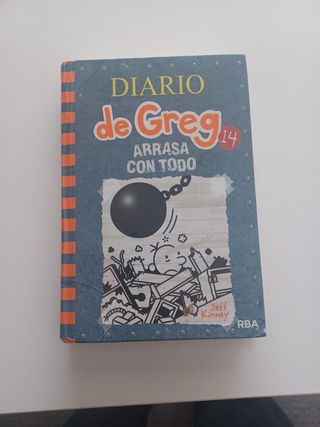 DIARIO
de Greg
14
ARRASA
CON TODO
Jeff
Kinney
RBA